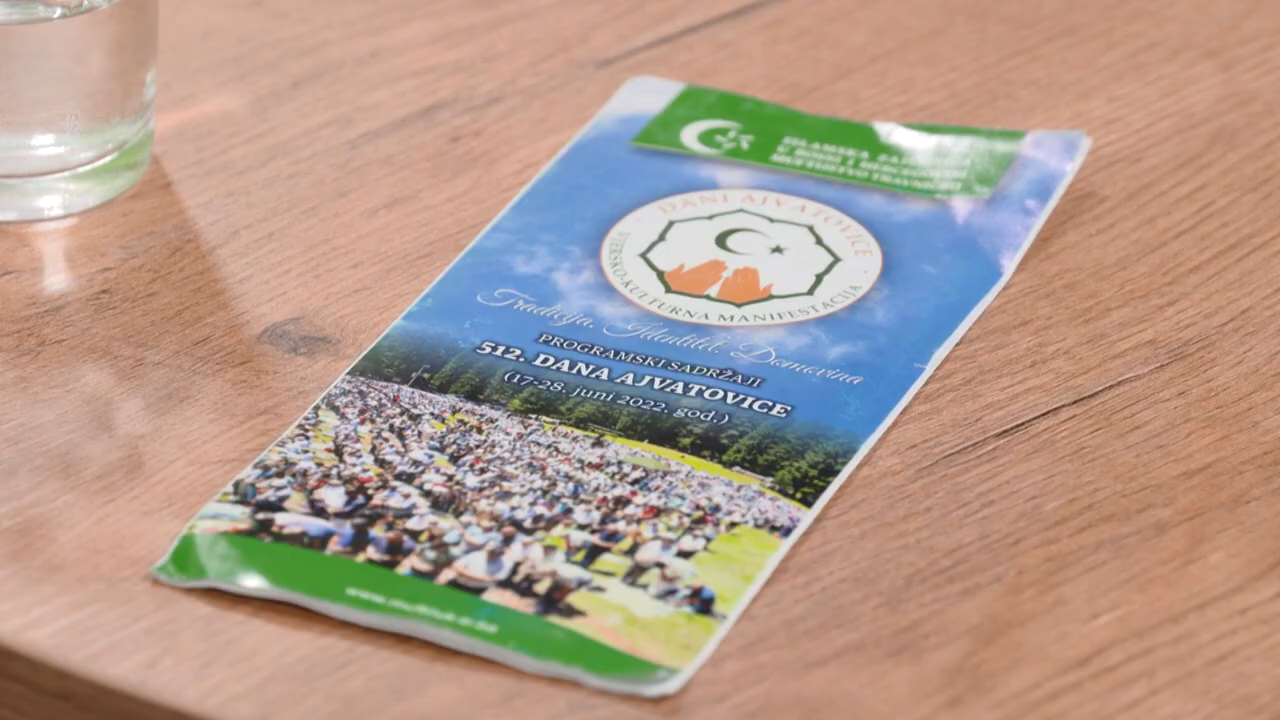 ISLAMSKA
U BOSNI I HERCEGOVINI
MUFTIJSTVO TRAVNIČKO
DANI AJVATOVICE
VJERSKO-KULTURNA MANIFESTACIJA
Tradicija, Identitet, Domovina
PROGRAMSKI SADRŽAJI
512. DANA AJVATOVICE
(17-28. juni 2022. god.)